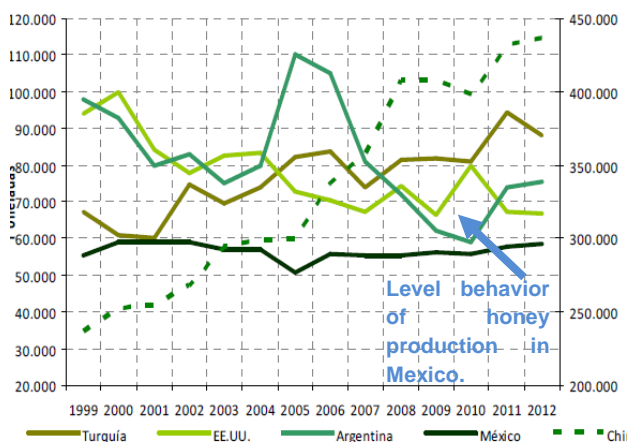 120.000 450.000
110.000
100.000 400.000
90.000
80.000 350.000
70.000
60.000 300.000
50.000
40.000 250.000
30.000
20.000 200.000
Level behavior
of honey
production in
Mexico.
1999 2000 2001 2002 2003 2004 2005 2006 2007 2008 2009 2010 2011 2012
Turquía EE.UU. Argentina México Chi